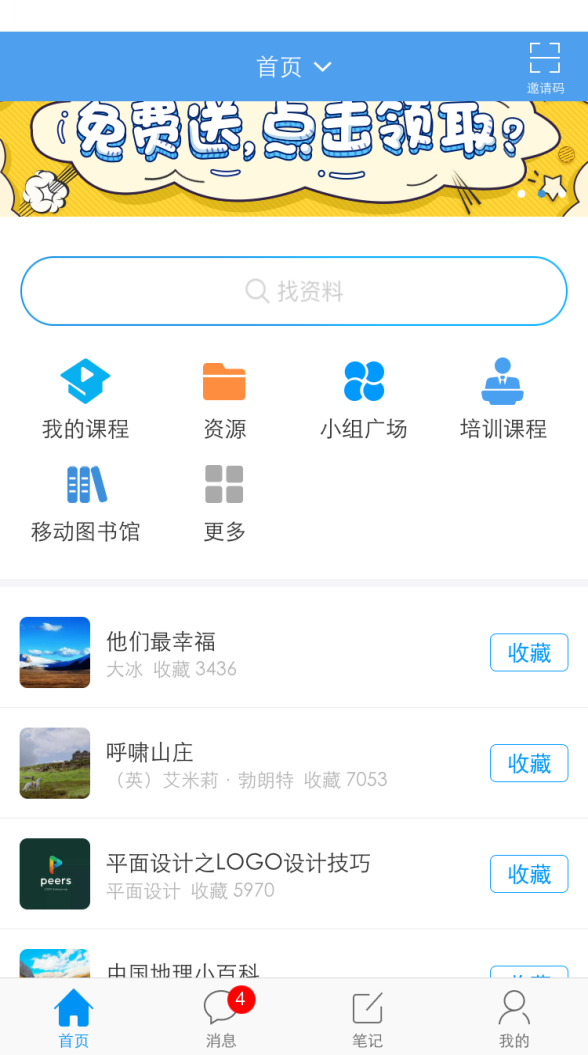 首页
邀请码
免费送,点击领取?
找资料
我的课程
资源
小组广场
培训课程
移动图书馆
更多
他们最幸福
大冰 收藏 3436
收藏
呼啸山庄
（英）艾米莉 · 勃朗特 收藏 7053
收藏
peers
平面设计之LOGO设计技巧
平面设计 收藏 5970
收藏
中国地理小百科
收藏
首页
4
消息
笔记
我的